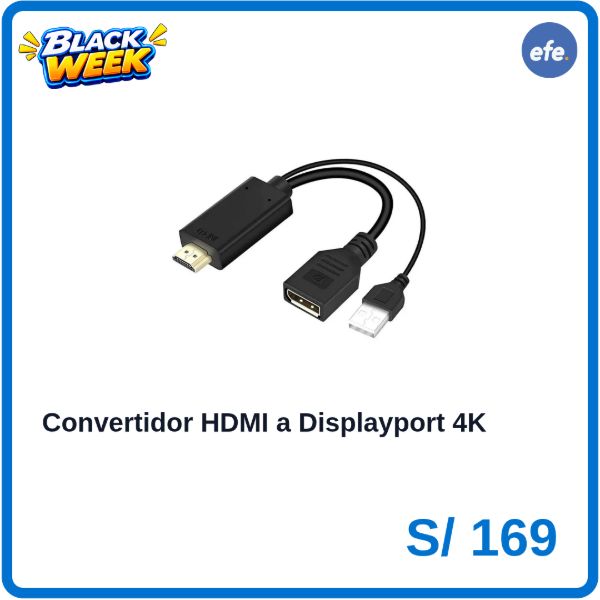 BLACK
WEEK
efe.
Convertidor HDMI a Displayport 4K
S/ 169